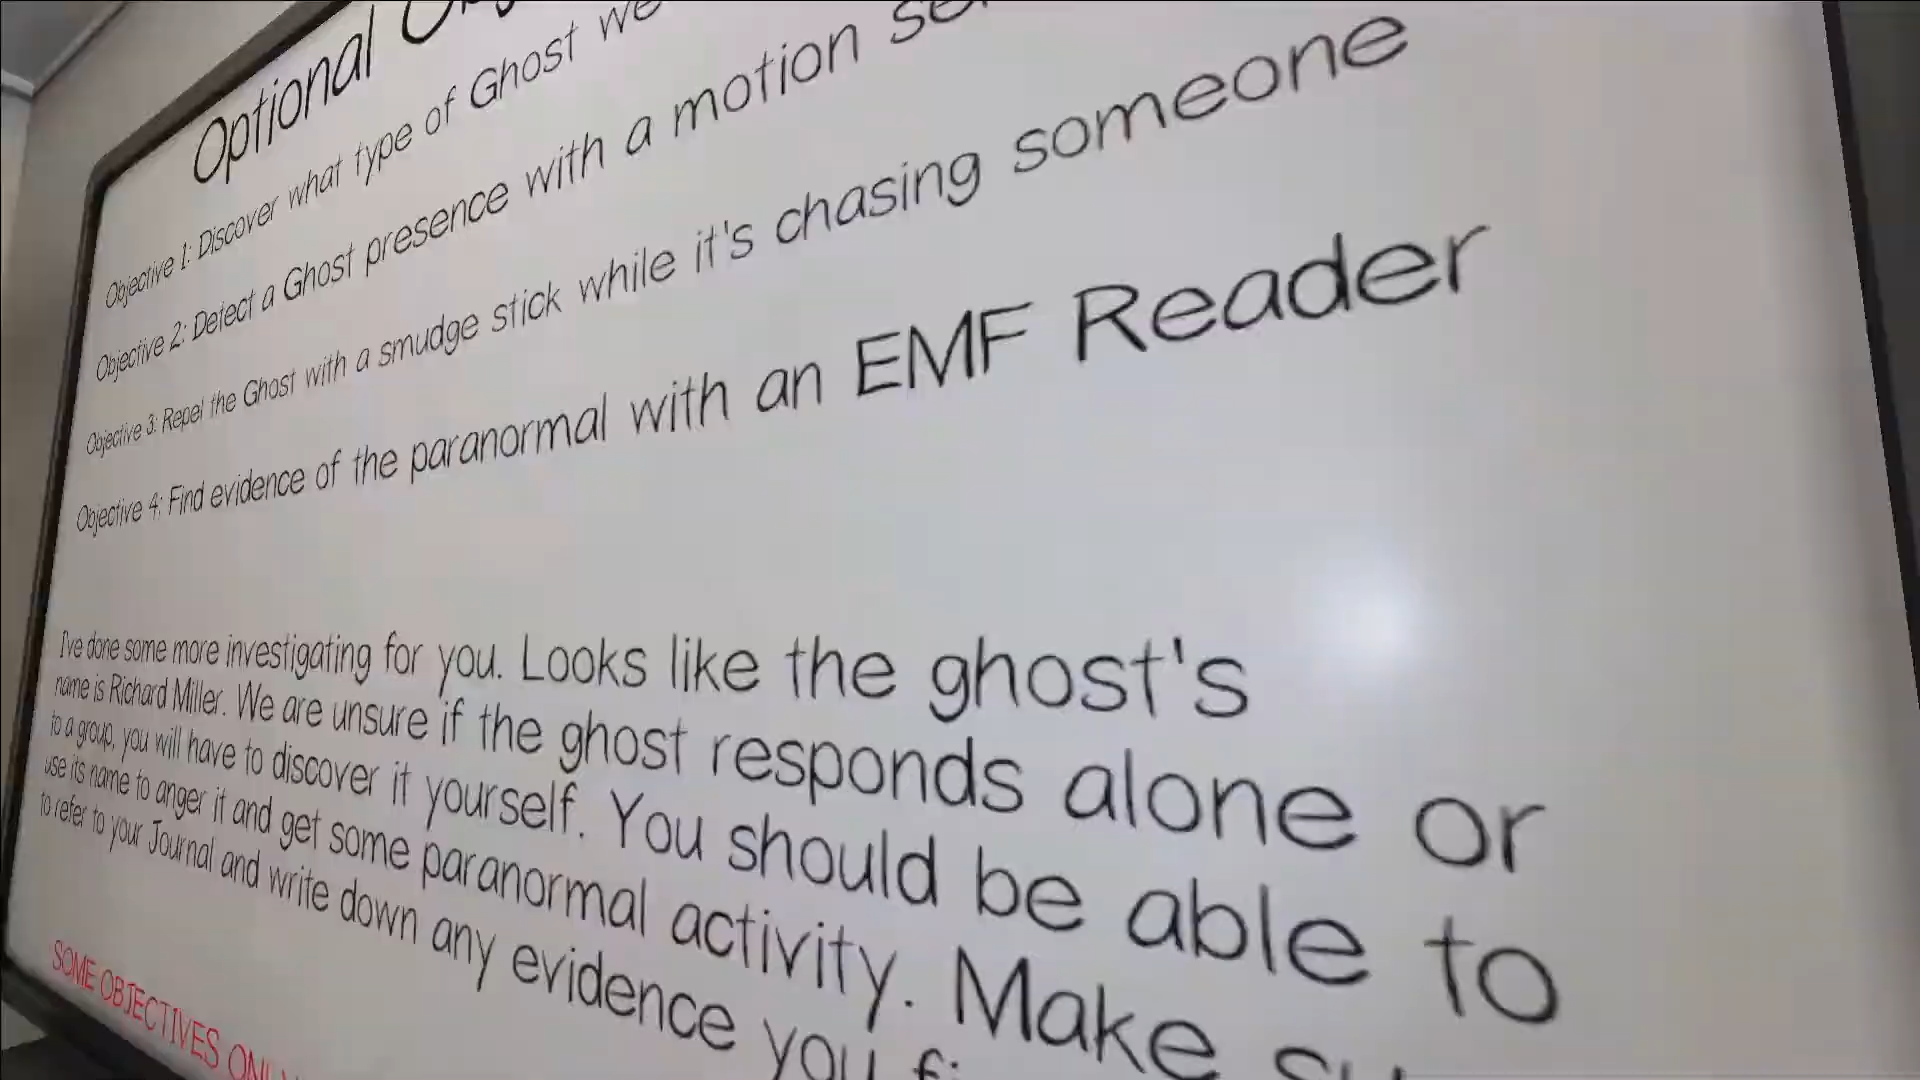 Optional
Objective 1: Discover what type of Ghost we
Objective 2: Detect a Ghost presence with a motion
Objective 3: Repel the Ghost with a smudge stick while it's chasing someone
Objective 4: Find evidence of the paranormal with an EMF Reader
I've done some more investigating for you. Looks like the ghost's
name is Richard Miller. We are unsure if the ghost responds alone or
to a group, you will have to discover it yourself. You should be able to
use its name to anger it and get some paranormal activity. Make
to refer to your Journal and write down any evidence you
SOME OBJECTIVES